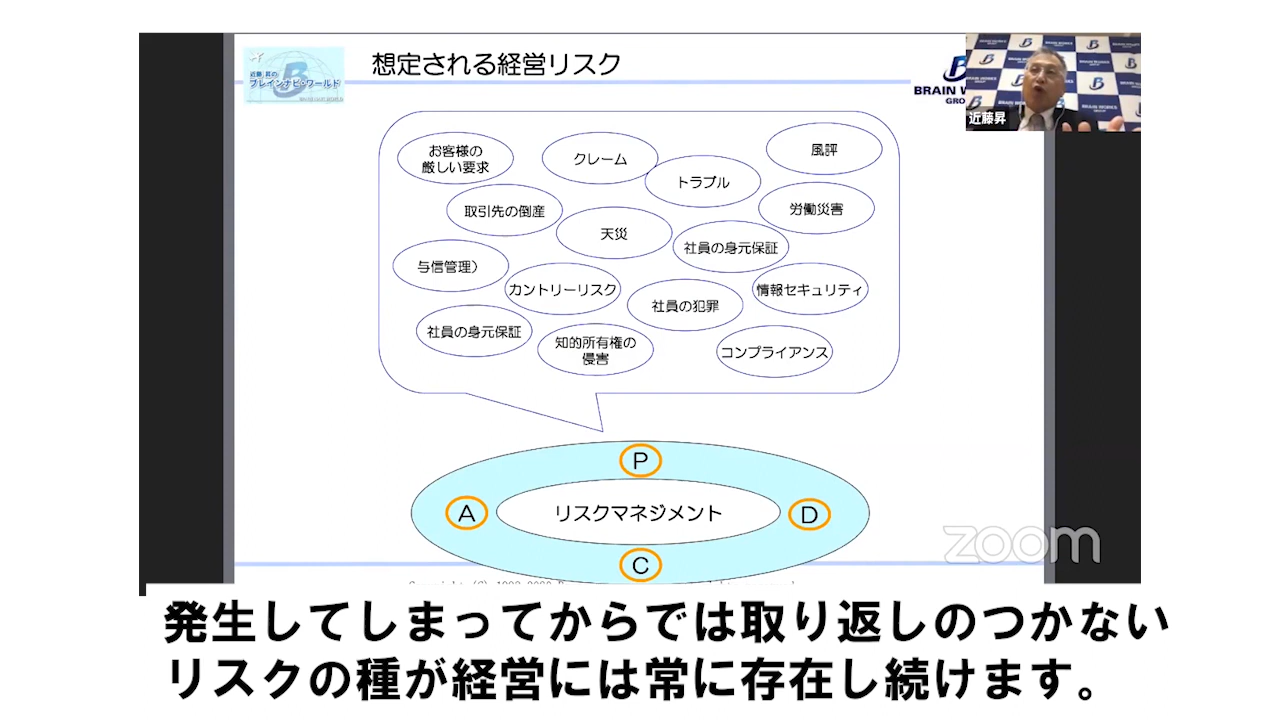 近藤 昇の
ブレインナビ・ワールド
BRAIN NAVI WORLD
想定される経営リスク
BRAIN W
GRO
近藤昇
お客様の
厳しい要求
クレーム
風評
トラブル
取引先の倒産
労働災害
天災
社員の身元保証
与信管理）
カントリーリスク
情報セキュリティ
社員の犯罪
社員の身元保証
知的所有権の
侵害
コンプライアンス
P
A
リスクマネジメント
D
C
zoom
発生してしまってからでは取り返しのつかない
リスクの種が経営には常に存在し続けます。